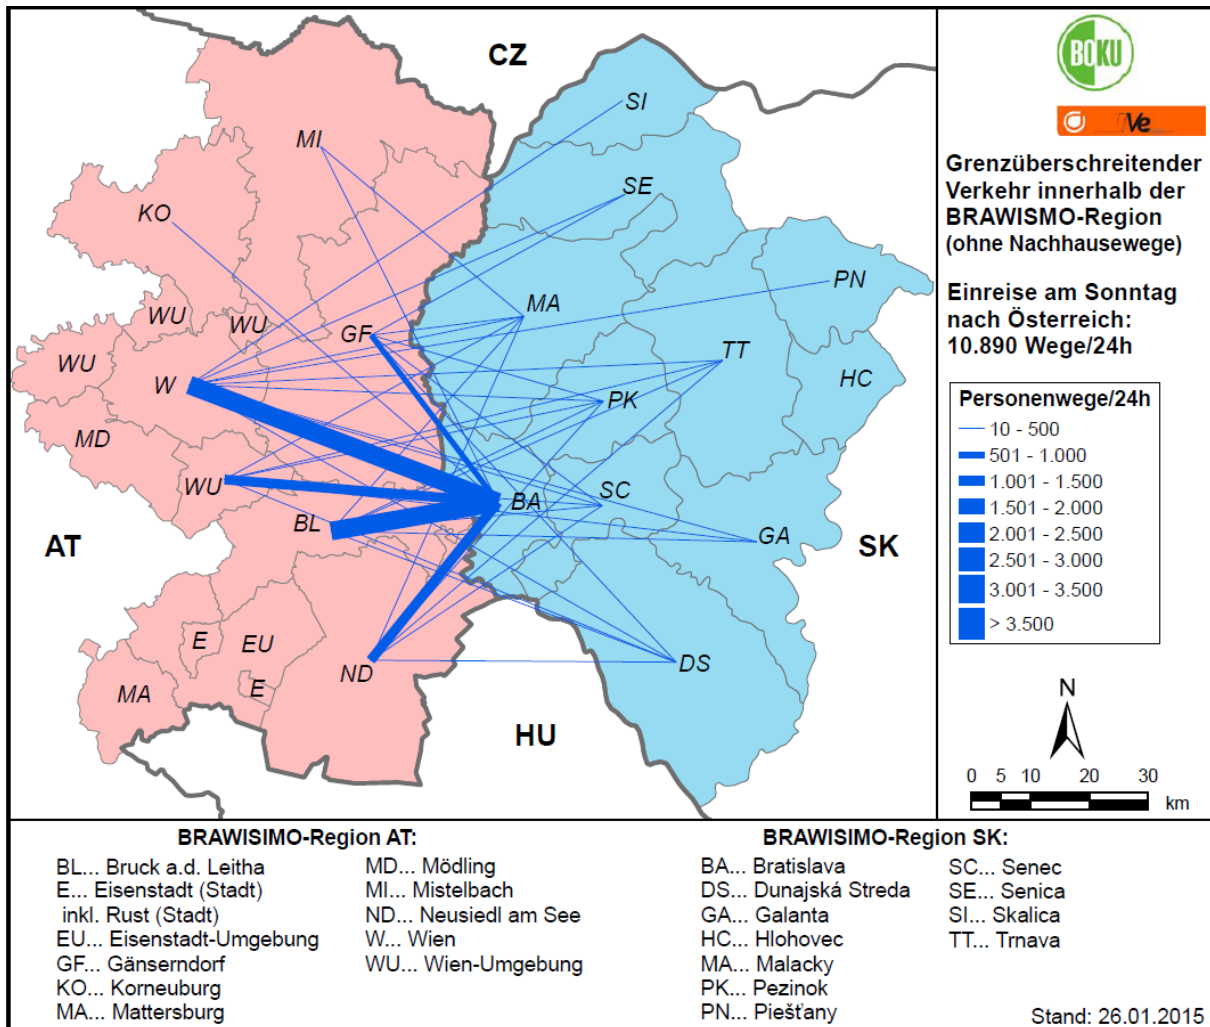 CZ
SI
MI
SE
KO
PN
MA
WU
WU
GF
TT
WU
W
HC
PK
MD
WU
SC
BA
BL
GA
AT
SK
E
EU
DS
ND
E
MA
HU
BOKU
Ve
Grenzüberschreitender
Verkehr innerhalb der
BRAWISMO-Region
(ohne Nachhausewege)
Einreise am Sonntag
nach Österreich:
10.890 Wege/24h
Personenwege/24h
10 - 500
501 - 1.000
1.001 - 1.500
1.501 - 2.000
2.001 - 2.500
2.501 - 3.000
3.001 - 3.500
> 3.500
N
0 5 10 20 30
km
BRAWISIMO-Region AT:
BL... Bruck a.d. Leitha
E... Eisenstadt (Stadt)
inkl. Rust (Stadt)
EU... Eisenstadt-Umgebung
GF... Gänserndorf
KO... Korneuburg
MA... Mattersburg
MD... Mödling
MI... Mistelbach
ND... Neusiedl am See
W... Wien
WU... Wien-Umgebung
BRAWISIMO-Region SK:
BA... Bratislava
DS... Dunajská Streda
GA... Galanta
HC... Hlohovec
MA... Malacky
PK... Pezinok
PN... Piešťany
SC... Senec
SE... Senica
SI... Skalica
TT... Trnava
Stand: 26.01.2015